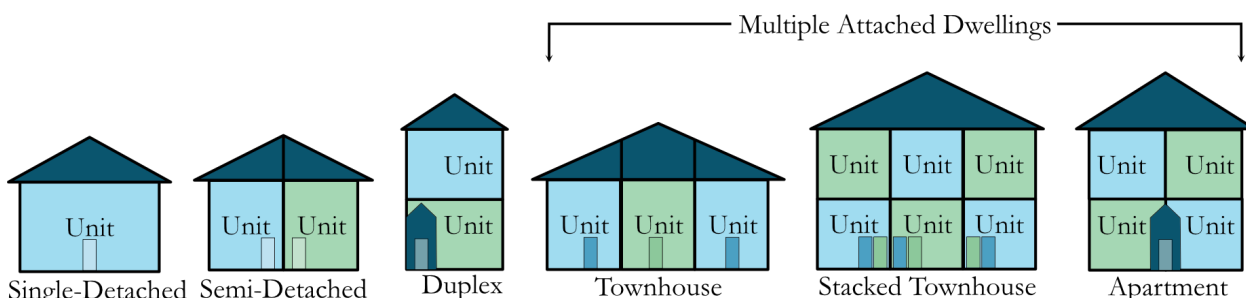 Multiple Attached Dwellings
Unit
Unit Unit
Unit
Unit
Unit Unit Unit
Unit Unit Unit
Unit Unit Unit
Unit Unit
Unit Unit
Single-Detached
Semi-Detached
Duplex
Townhouse
Stacked Townhouse
Apartment